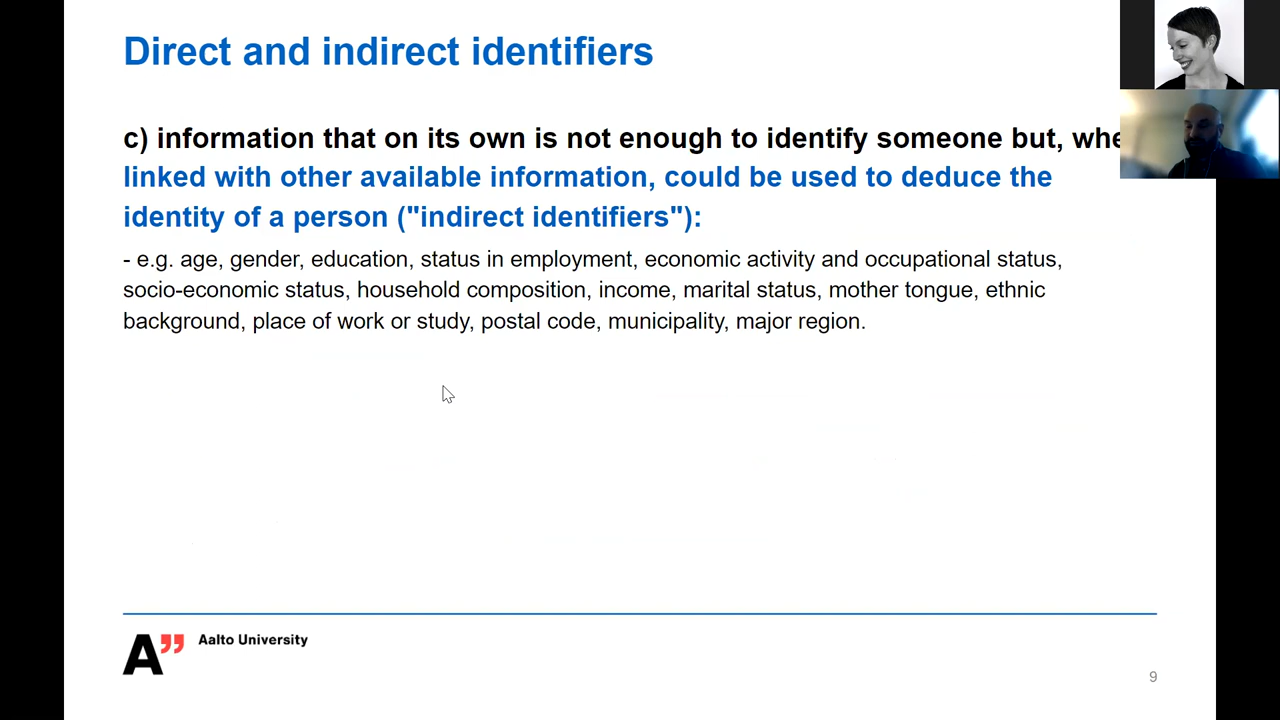 Direct and indirect identifiers
c) information that on its own is not enough to identify someone but,
linked with other available information, could be used to deduce the
identity of a person ("indirect identifiers"):
- e.g. age, gender, education, status in employment, economic activity and occupational status,
socio-economic status, household composition, income, marital status, mother tongue, ethnic
background, place of work or study, postal code, municipality, major region.
A” Aalto University
9